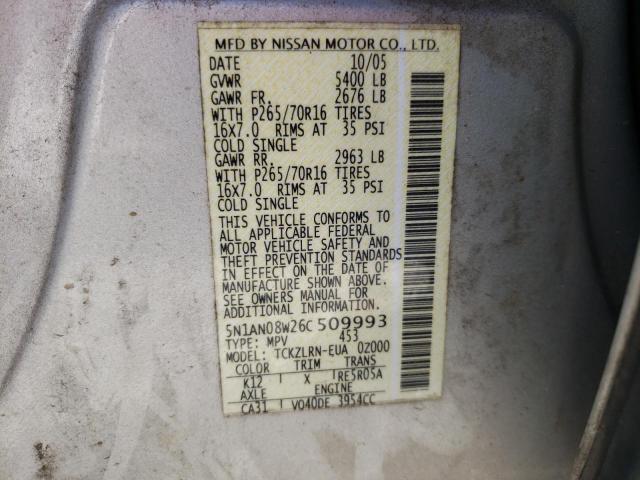 MFD BY NISSAN MOTOR CO., LTD.
DATE 10/05
GVWR 5400 LB
GAWR FR. 2676 LB
WITH P265/70R16 TIRES
16X7.0 RIMS AT 35 PSI
COLD SINGLE
GAWR RR. 2963 LB
WITH P265/70R16 TIRES
16X7.0 RIMS AT 35 PSI
COLD SINGLE
THIS VEHICLE CONFORMS TO
ALL APPLICABLE FEDERAL
MOTOR VEHICLE SAFETY AND
THEFT PREVENTION STANDARDS
IN EFFECT ON THE DATE OF
MANUFACTURE SHOWN ABOVE.
SEE OWNERS MANUAL FOR
ADDITIONAL INFORMATION.
5N1AN08W26C509993
TYPE: MPV 453
MODEL: TCKZLRN-EUA 0Z000
COLOR TRIM TRANS
K12 X RE5R05A
AXLE ENGINE
CA31 VQ40DE 3954CC